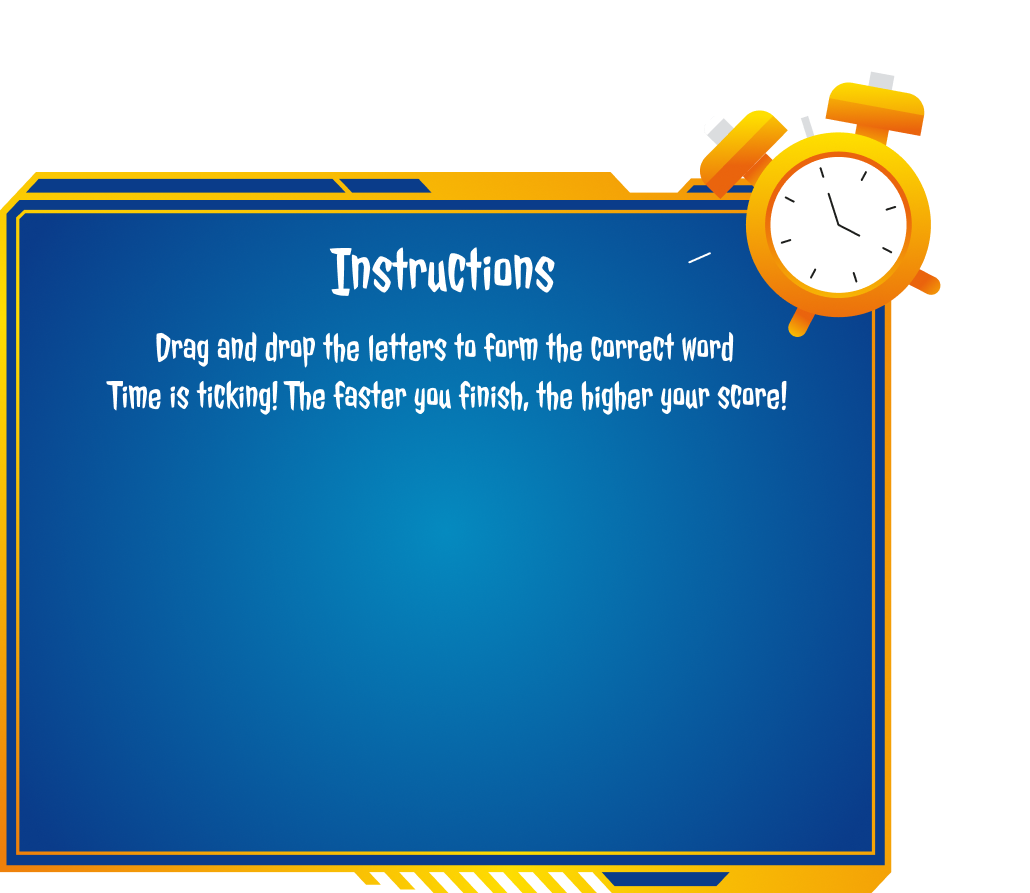 Instructions
Drag and drop the letters to form the correct word
Time is ticking! The faster you finish, the higher your score!